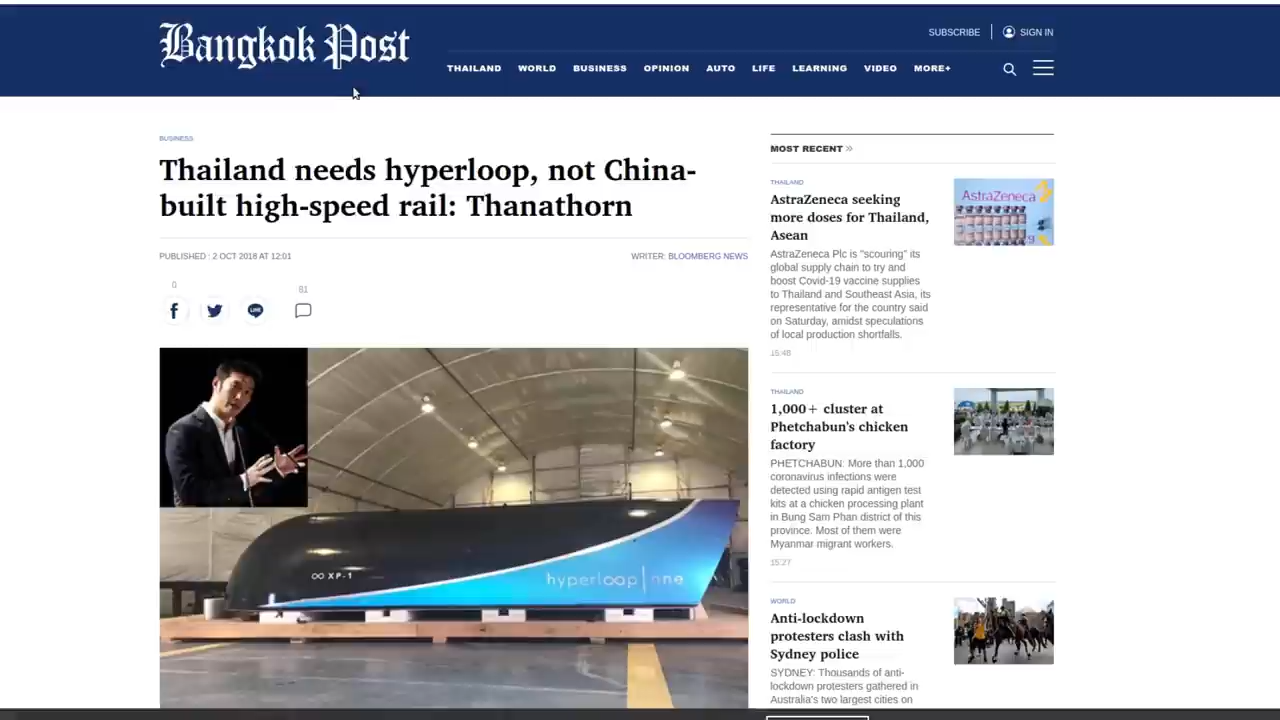 Bangkok Post
SUBSCRIBE
SIGN IN
THAILAND WORLD BUSINESS OPINION AUTO LIFE LEARNING VIDEO MORE+
BUSINESS
Thailand needs hyperloop, not China-
built high-speed rail: Thanathorn
PUBLISHED : 2 OCT 2018 AT 12:01
WRITER: BLOOMBERG NEWS
0
81
LINE
XP-1
hyperloop one
MOST RECENT »
THAILAND
AstraZeneca seeking
more doses for Thailand,
Asean
AstraZeneca Plc is "scouring" its
global supply chain to try and
boost Covid-19 vaccine supplies
to Thailand and Southeast Asia, its
representative for the country said
on Saturday, amidst speculations
of local production shortfalls.
15:48
AstraZeneca
THAILAND
1,000+ cluster at
Phetchabun's chicken
factory
PHETCHABUN: More than 1,000
coronavirus infections were
detected using rapid antigen test
kits at a chicken processing plant
in Bung Sam Phan district of this
province. Most of them were
Myanmar migrant workers.
15:27
WORLD
Anti-lockdown
protesters clash with
Sydney police
SYDNEY: Thousands of anti-
lockdown protesters gathered in
Australia's two largest cities on